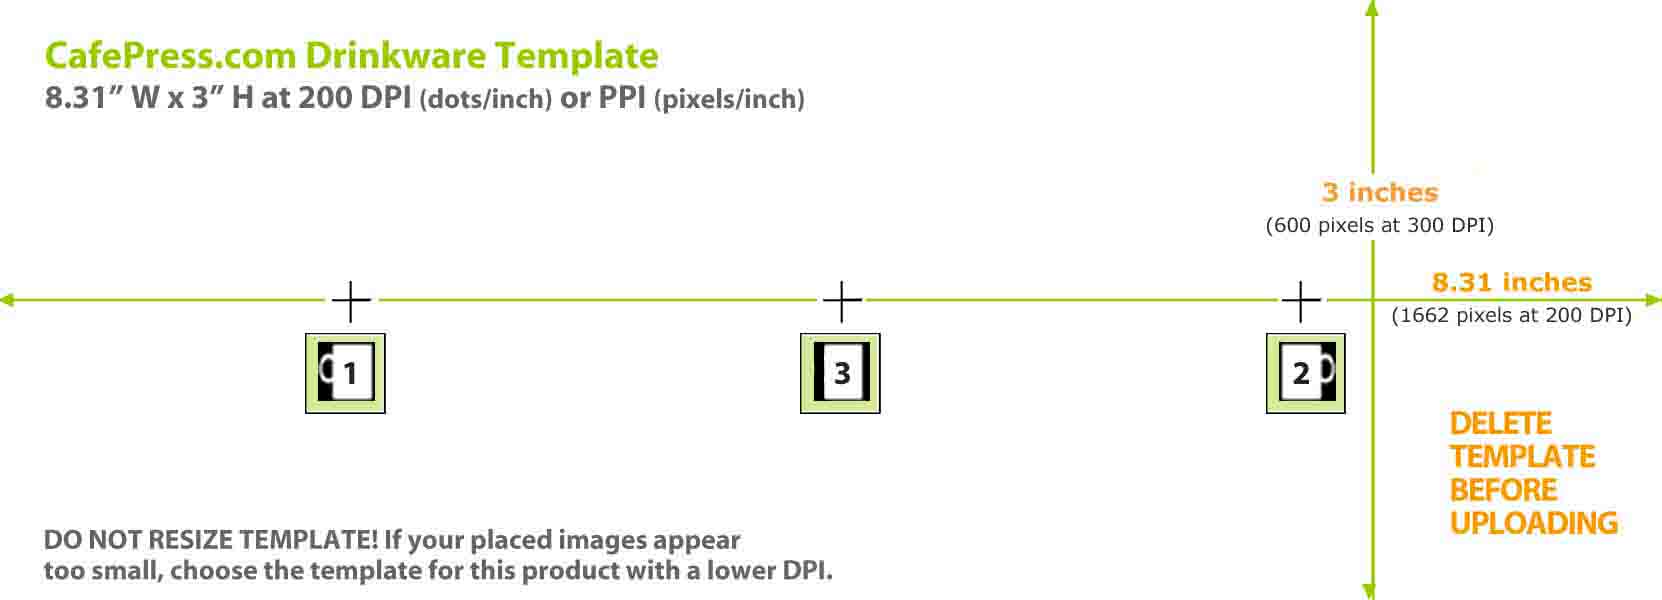 CafePress.com Drinkware Template
8.31” W x 3” H at 200 DPI (dots/inch) or PPI (pixels/inch)
3 inches
(600 pixels at 300 DPI)
8.31 inches
(1662 pixels at 200 DPI)
1
3
2
DELETE
TEMPLATE
BEFORE
UPLOADING
DO NOT RESIZE TEMPLATE! If your placed images appear
too small, choose the template for this product with a lower DPI.